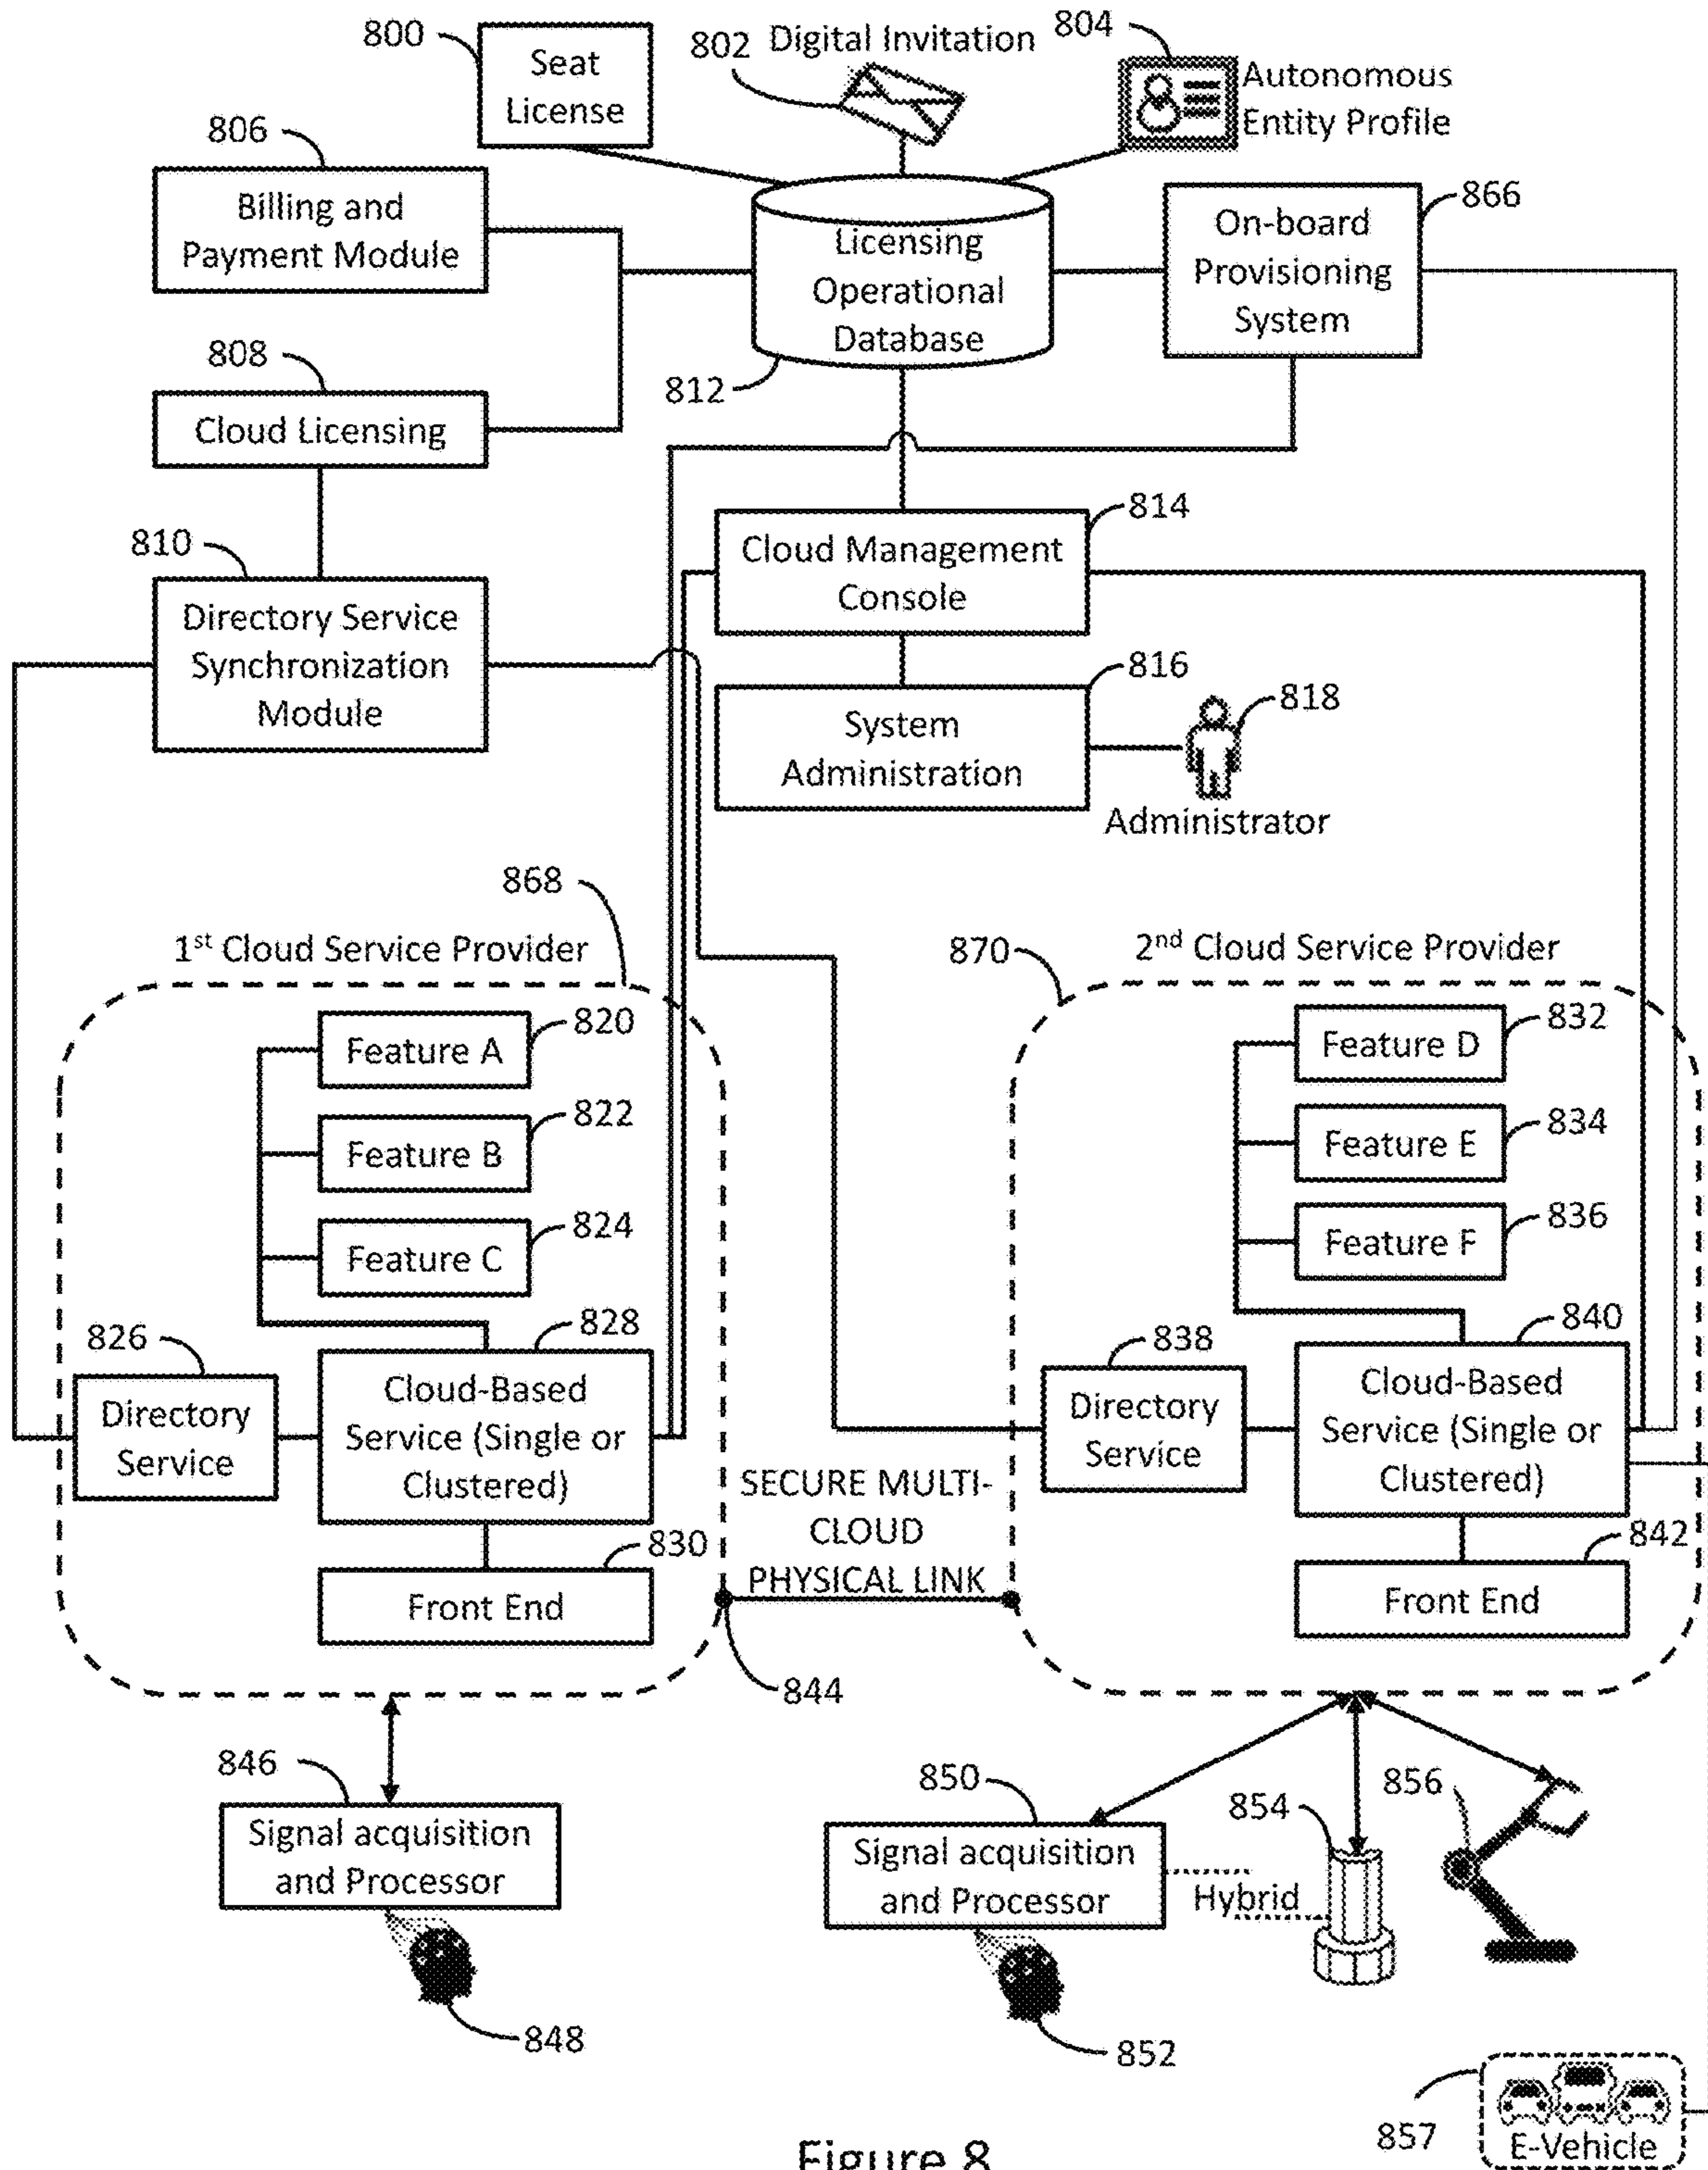 800
Seat
License
802
Digital Invitation
804
Autonomous
Entity Profile
806
Billing and
Payment Module
Licensing
Operational
Database
812
On-board
Provisioning
System
866
808
Cloud Licensing
810
Directory Service
Synchronization
Module
Cloud Management
Console
814
System
Administration
816
818
Administrator
868
1st Cloud Service Provider
820
Feature A
822
Feature B
824
Feature C
826
Directory
Service
828
Cloud-Based
Service (Single or
Clustered)
830
Front End
SECURE MULTI-
CLOUD
PHYSICAL LINK
844
870
2nd Cloud Service Provider
832
Feature D
834
Feature E
836
Feature F
838
Directory
Service
840
Cloud-Based
Service (Single or
Clustered)
842
Front End
846
Signal acquisition
and Processor
848
850
Signal acquisition
and Processor
852
Hybrid
854
856
857
E-Vehicle
Figure 8